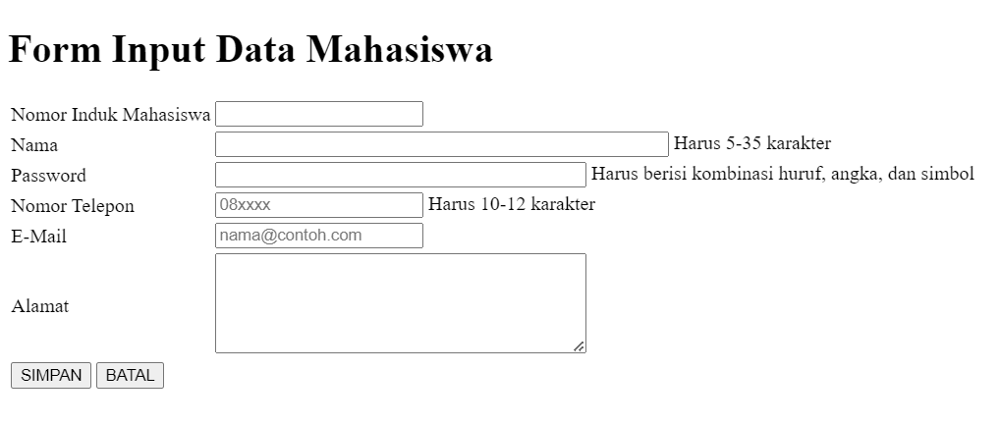 Form Input Data Mahasiswa
Nomor Induk Mahasiswa
Nama Harus 5-35 karakter
Password Harus berisi kombinasi huruf, angka, dan simbol
Nomor Telepon 08xxxx Harus 10-12 karakter
E-Mail nama@contoh.com
Alamat
SIMPAN BATAL